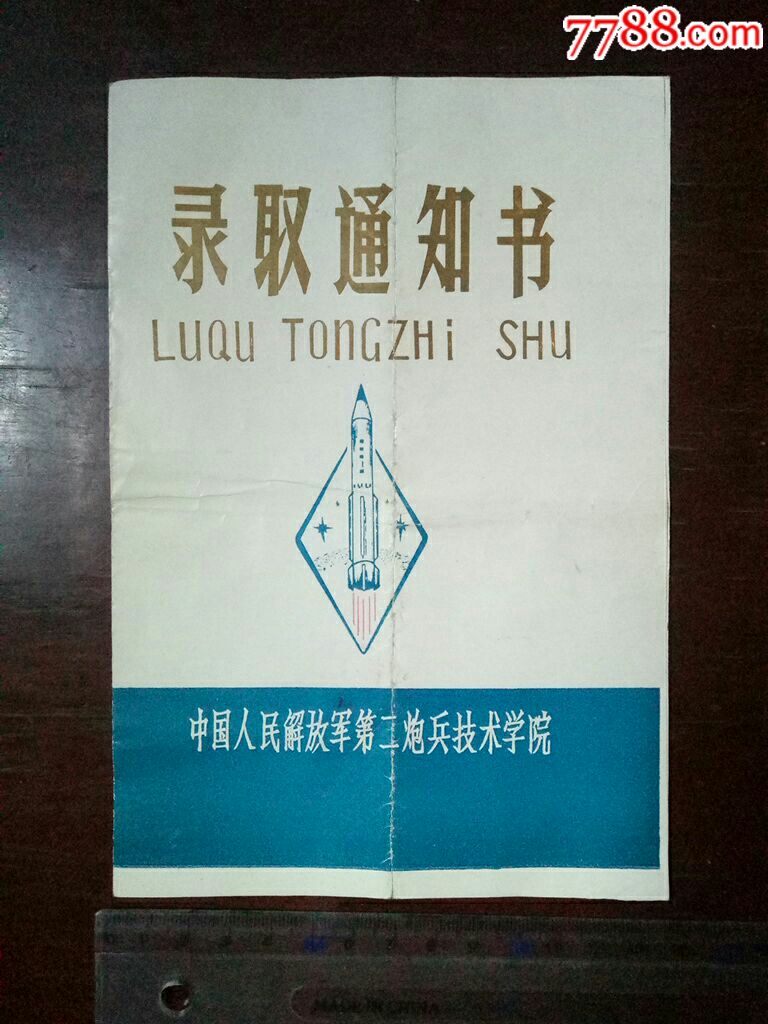 7788.com
录取通知书
LUQU TONGZHi SHU
中国人民解放军第二炮兵技术学院
MADE IN CHINA